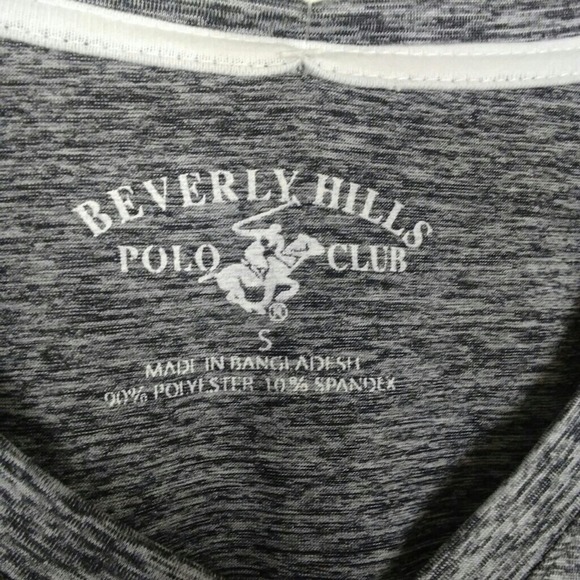 BEVERLY HILLS
POLO CLUB
®
S
MADE IN BANGLADESH
90% POLYESTER 10% SPANDEX